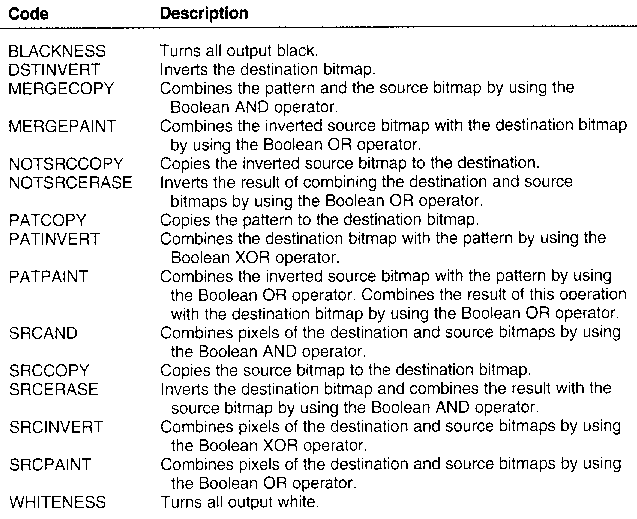 Code Description
BLACKNESS Turns all output black.
DSTINVERT Inverts the destination bitmap.
MERGECOPY Combines the pattern and the source bitmap by using the
Boolean AND operator.
MERGEPAINT Combines the inverted source bitmap with the destination bitmap
by using the Boolean OR operator.
NOTSRCCOPY Copies the inverted source bitmap to the destination.
NOTSRCERASE Inverts the result of combining the destination and source
bitmaps by using the Boolean OR operator.
PATCOPY Copies the pattern to the destination bitmap.
PATINVERT Combines the destination bitmap with the pattern by using the
Boolean XOR operator.
PATPAINT Combines the inverted source bitmap with the pattern by using
the Boolean OR operator. Combines the result of this operation
with the destination bitmap by using the Boolean OR operator.
SRCAND Combines pixels of the destination and source bitmaps by using
the Boolean AND operator.
SRCCOPY Copies the source bitmap to the destination bitmap.
SRCERASE Inverts the destination bitmap and combines the result with the
source bitmap by using the Boolean AND operator.
SRCINVERT Combines pixels of the destination and source bitmaps by using
the Boolean XOR operator.
SRCPAINT Combines pixels of the destination and source bitmaps by using
the Boolean OR operator.
WHITENESS Turns all output white.